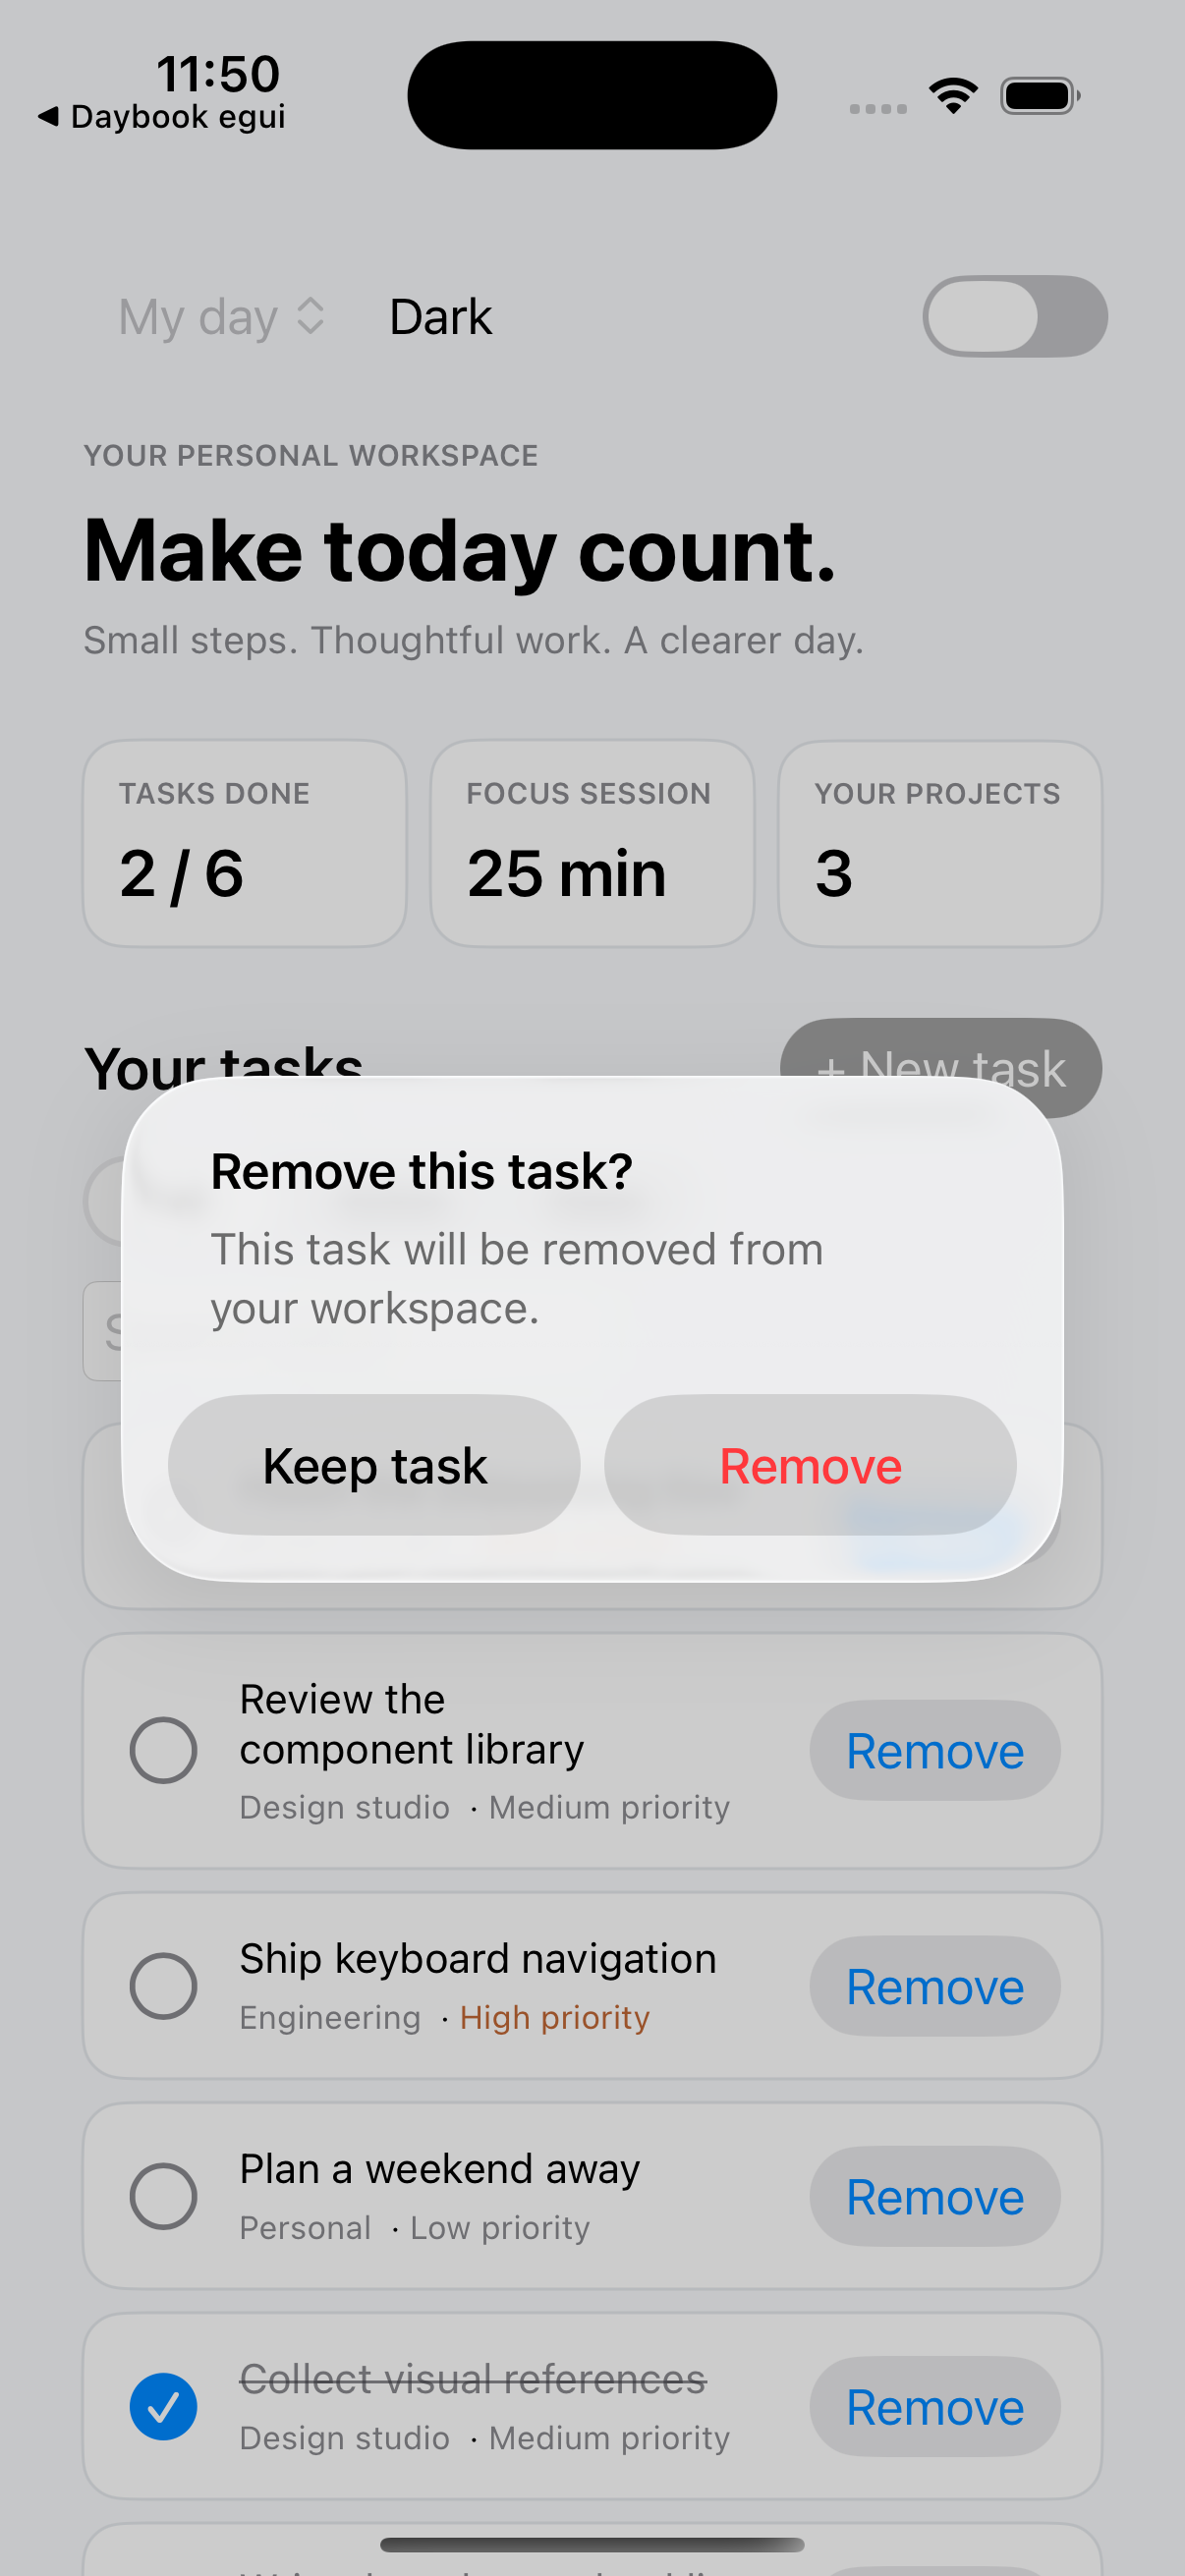 11:50
◀ Daybook egui
My day
Dark
YOUR PERSONAL WORKSPACE
Make today count.
Small steps. Thoughtful work. A clearer day.
TASKS DONE
2 / 6
FOCUS SESSION
25 min
YOUR PROJECTS
3
Your tasks
+ New task
Remove this task?
This task will be removed from
your workspace.
Keep task
Remove
Review the
component library
Design studio · Medium priority
Remove
Ship keyboard navigation
Engineering · High priority
Remove
Plan a weekend away
Personal · Low priority
Remove
Collect visual references
Design studio · Medium priority
Remove